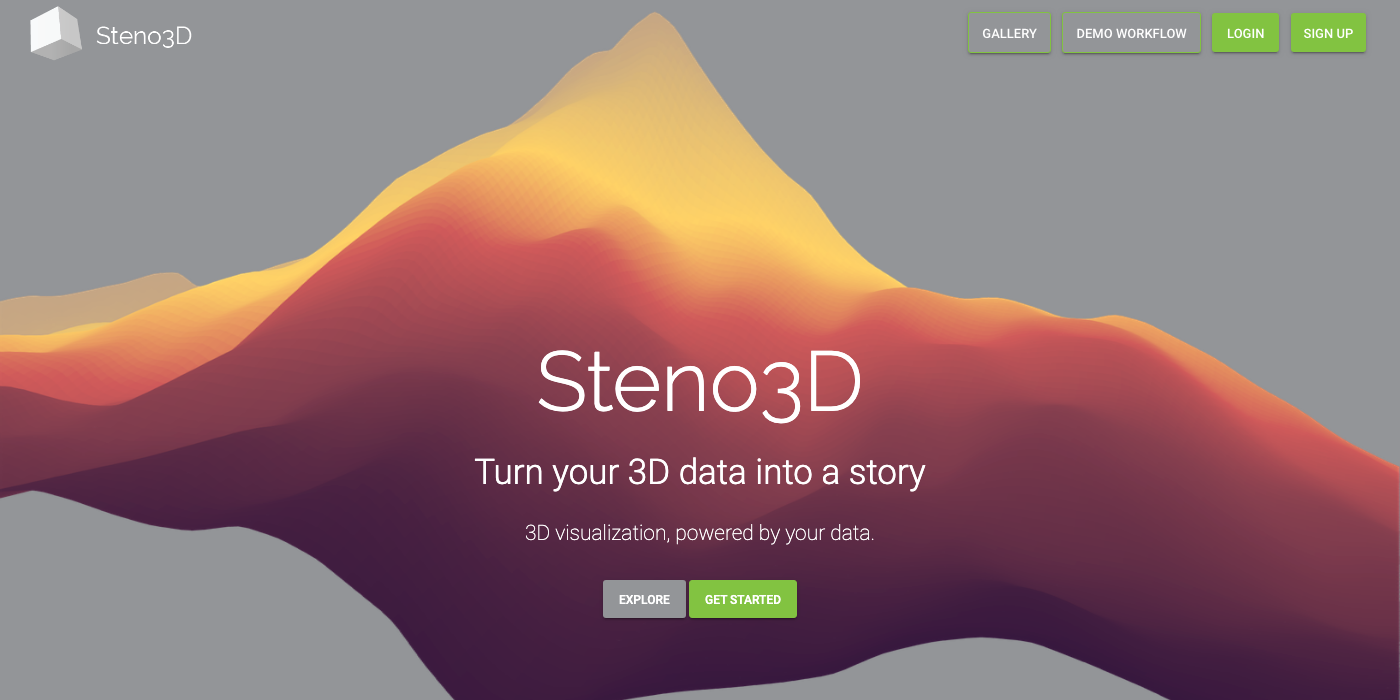 Steno3D
GALLERY
DEMO WORKFLOW
LOGIN
SIGN UP
Steno3D
Turn your 3D data into a story
3D visualization, powered by your data.
EXPLORE
GET STARTED